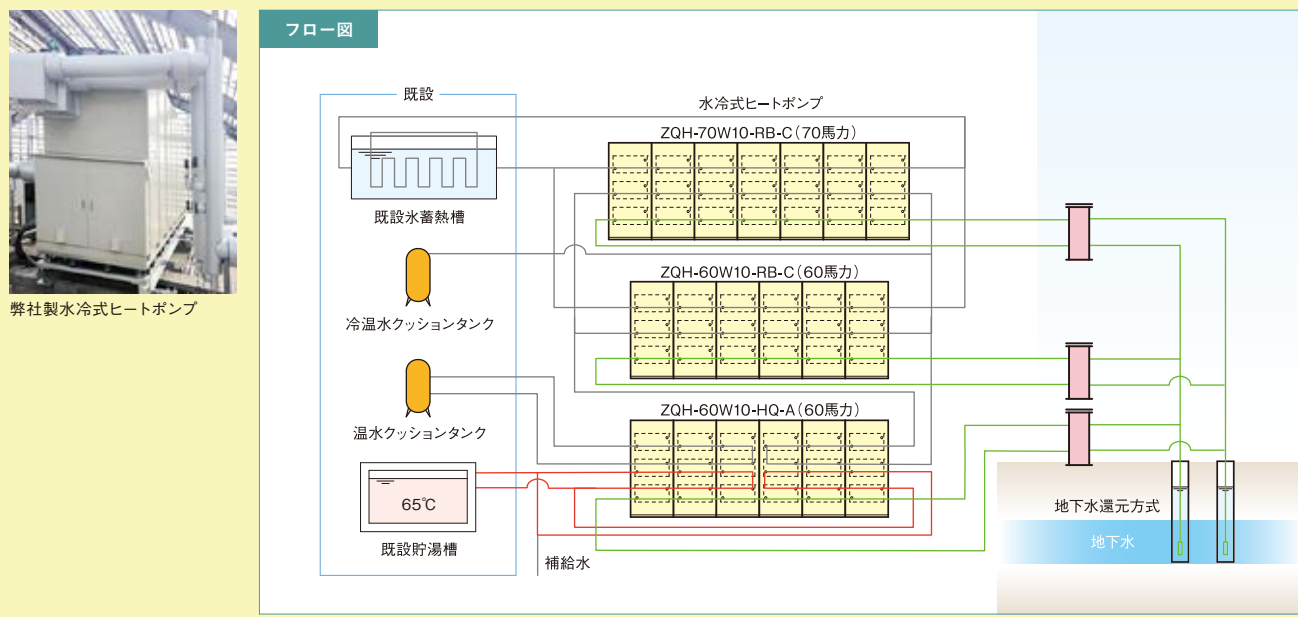 フロー図
既設
水冷式ヒートポンプ
ZQH-70W10-RB-C(70馬力)
既設水蓄熱槽
ZQH-60W10-RB-C(60馬力)
弊社製水冷式ヒートポンプ
冷温水クッションタンク
ZQH-60W10-HQ-A(60馬力)
温水クッションタンク
65℃
地下水還元方式
地下水
既設貯湯槽
補給水